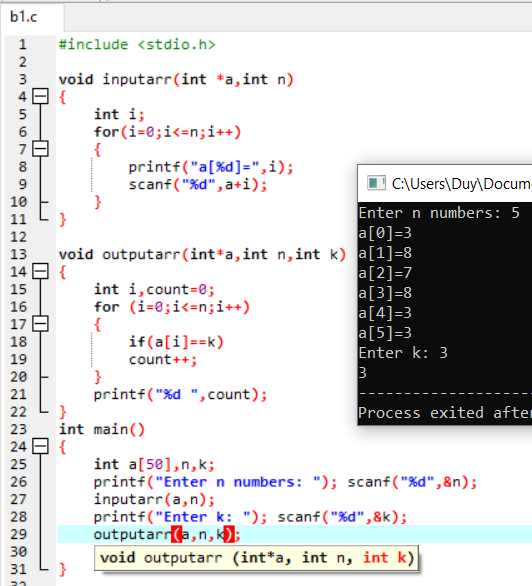 b1.c
1 #include <stdio.h>
2
3 void inputarr(int *a,int n)
4 {
5 int i;
6 for(i=0;i<=n;i++)
7 {
8 printf("a[%d]=",i);
9 scanf("%d",a+i);
10 }
11 }
12
13 void outputarr(int*a,int n,int k)
14 {
15 int i,count=0;
16 for (i=0;i<=n;i++)
17 {
18 if(a[i]==k)
19 count++;
20 }
21 printf("%d ",count);
22 }
23 int main()
24 {
25 int a[50],n,k;
26 printf("Enter n numbers: "); scanf("%d",&n);
27 inputarr(a,n);
28 printf("Enter k: "); scanf("%d",&k);
29 outputarr(a,n,k);
30 void outputarr (int*a, int n, int k)
31 }
C:\Users\Duy\Docum
Enter n numbers: 5
a[0]=3
a[1]=8
a[2]=7
a[3]=8
a[4]=3
a[5]=3
Enter k: 3
3
--------------------
Process exited after